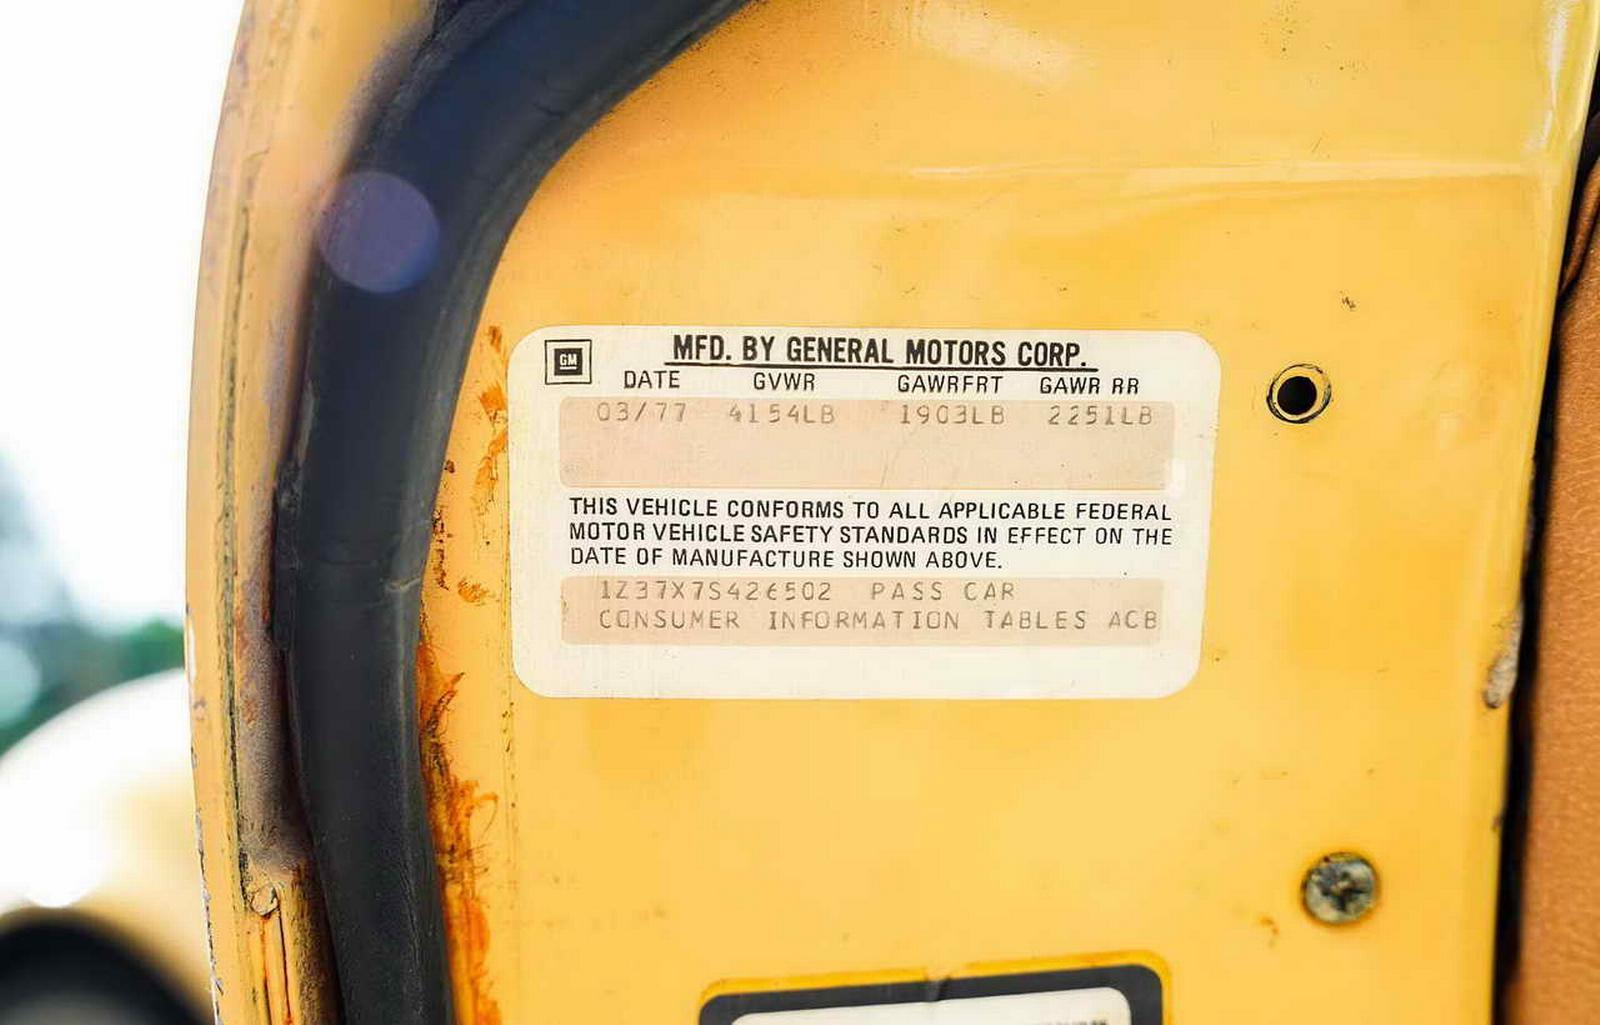 GM
MFD. BY GENERAL MOTORS CORP.
DATE GVWR GAWRFRT GAWR RR
03/77 4154LB 1903LB 2251LB
THIS VEHICLE CONFORMS TO ALL APPLICABLE FEDERAL
MOTOR VEHICLE SAFETY STANDARDS IN EFFECT ON THE
DATE OF MANUFACTURE SHOWN ABOVE.
1Z37X7S426502 PASS CAR
CONSUMER INFORMATION TABLES ACB